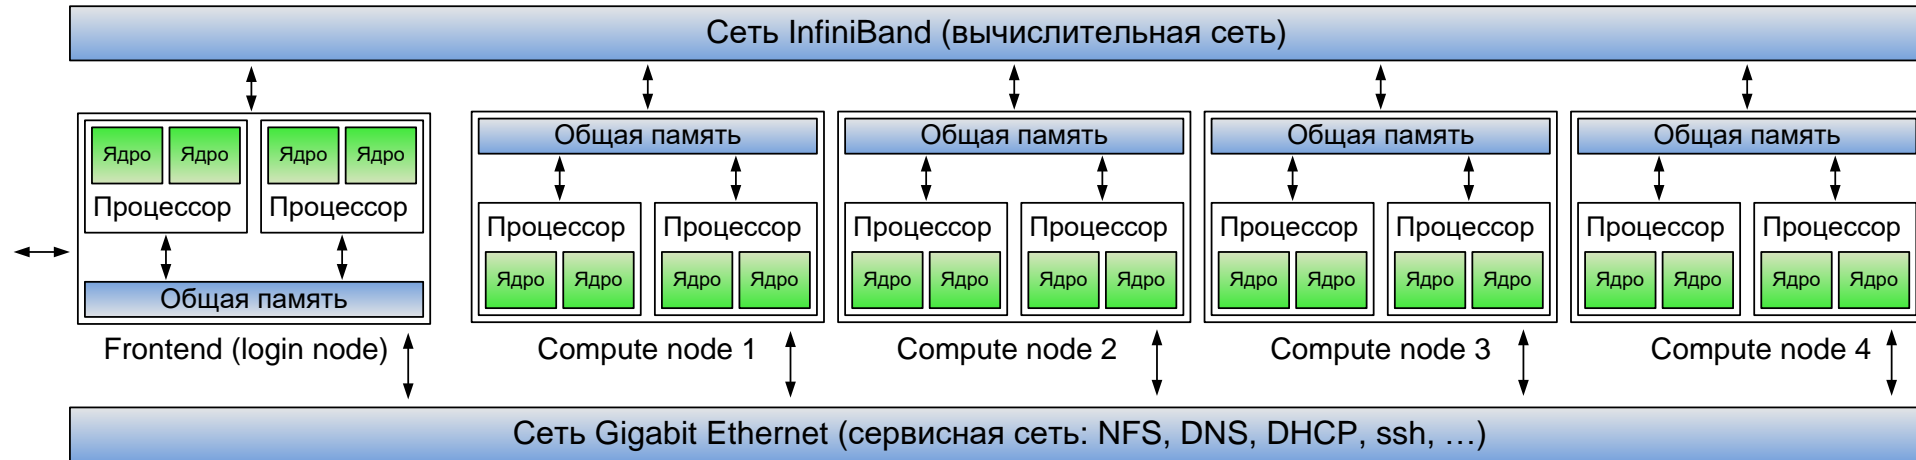 Сеть InfiniBand (вычислительная сеть)
Ядро Ядро Ядро Ядро
Процессор Процессор
Общая память
Frontend (login node)
Общая память
Процессор Процессор
Ядро Ядро Ядро Ядро
Compute node 1
Общая память
Процессор Процессор
Ядро Ядро Ядро Ядро
Compute node 2
Общая память
Процессор Процессор
Ядро Ядро Ядро Ядро
Compute node 3
Общая память
Процессор Процессор
Ядро Ядро Ядро Ядро
Compute node 4
Сеть Gigabit Ethernet (сервисная сеть: NFS, DNS, DHCP, ssh, …)